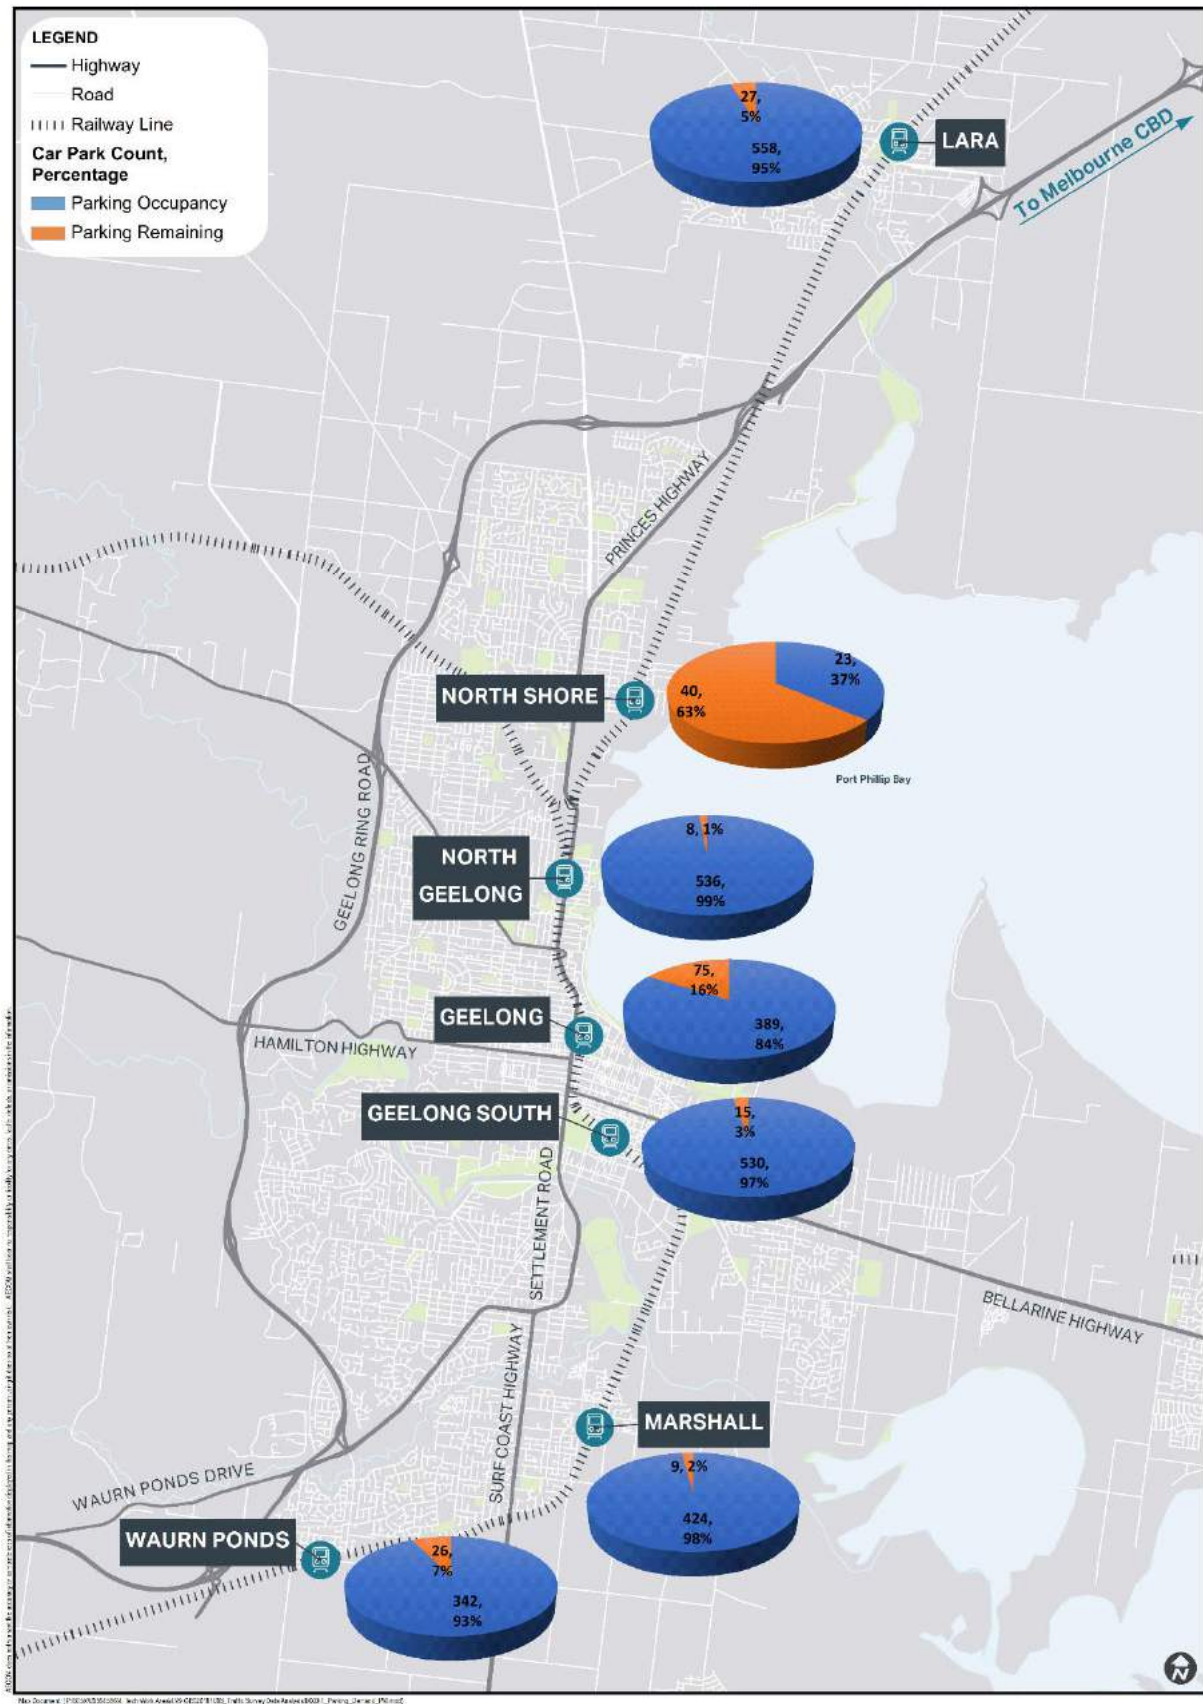 LEGEND
Highway
Road
Railway Line
Car Park Count,
Percentage
Parking Occupancy
Parking Remaining
27,
5%
558,
95%
LARA
To Melbourne CBD
PRINCES HIGHWAY
NORTH SHORE
23,
37%
40,
63%
Port Phillip Bay
GEELONG RING ROAD
NORTH
GEELONG
8, 1%
536,
99%
GEELONG
75,
16%
389,
84%
HAMILTON HIGHWAY
GEELONG SOUTH
15,
3%
530,
97%
SETTLEMENT ROAD
BELLARINE HIGHWAY
SURF COAST HIGHWAY
MARSHALL
9, 2%
424,
98%
WAURN PONDS DRIVE
WAURN PONDS
26,
7%
342,
93%
N